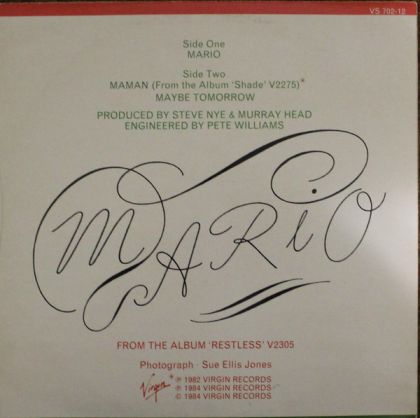 VS 702-12
Side One
MARIO
Side Two
MAMAN (From the Album 'Shade' V2275)*
MAYBE TOMORROW
PRODUCED BY STEVE NYE & MURRAY HEAD
ENGINEERED BY PETE WILLIAMS
MARiO
FROM THE ALBUM 'RESTLESS' V2305
Photograph · Sue Ellis Jones
Virgin
* ℗ 1982 VIRGIN RECORDS
℗ 1984 VIRGIN RECORDS
© 1984 VIRGIN RECORDS